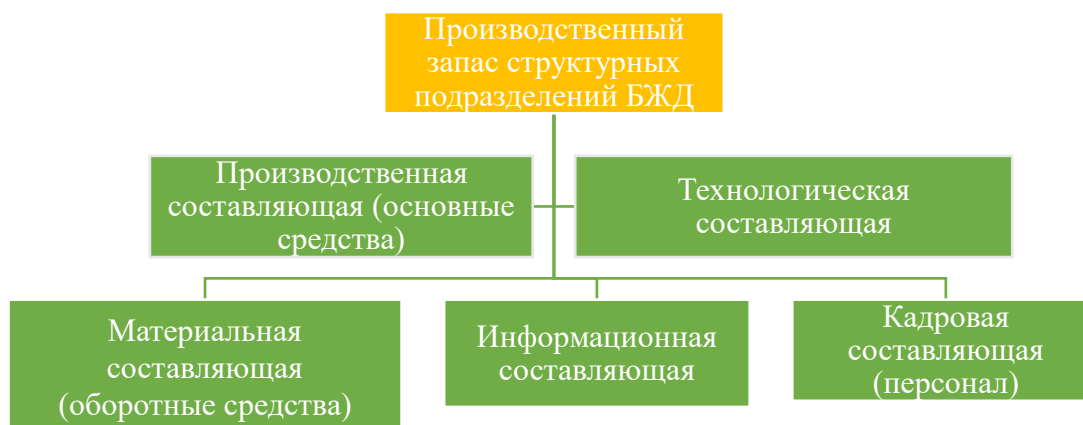 Производственный
запас структурных
подразделений БЖД
Производственная
составляющая (основные
средства)
Технологическая
составляющая
Материальная
составляющая
(оборотные средства)
Информационная
составляющая
Кадровая
составляющая
(персонал)